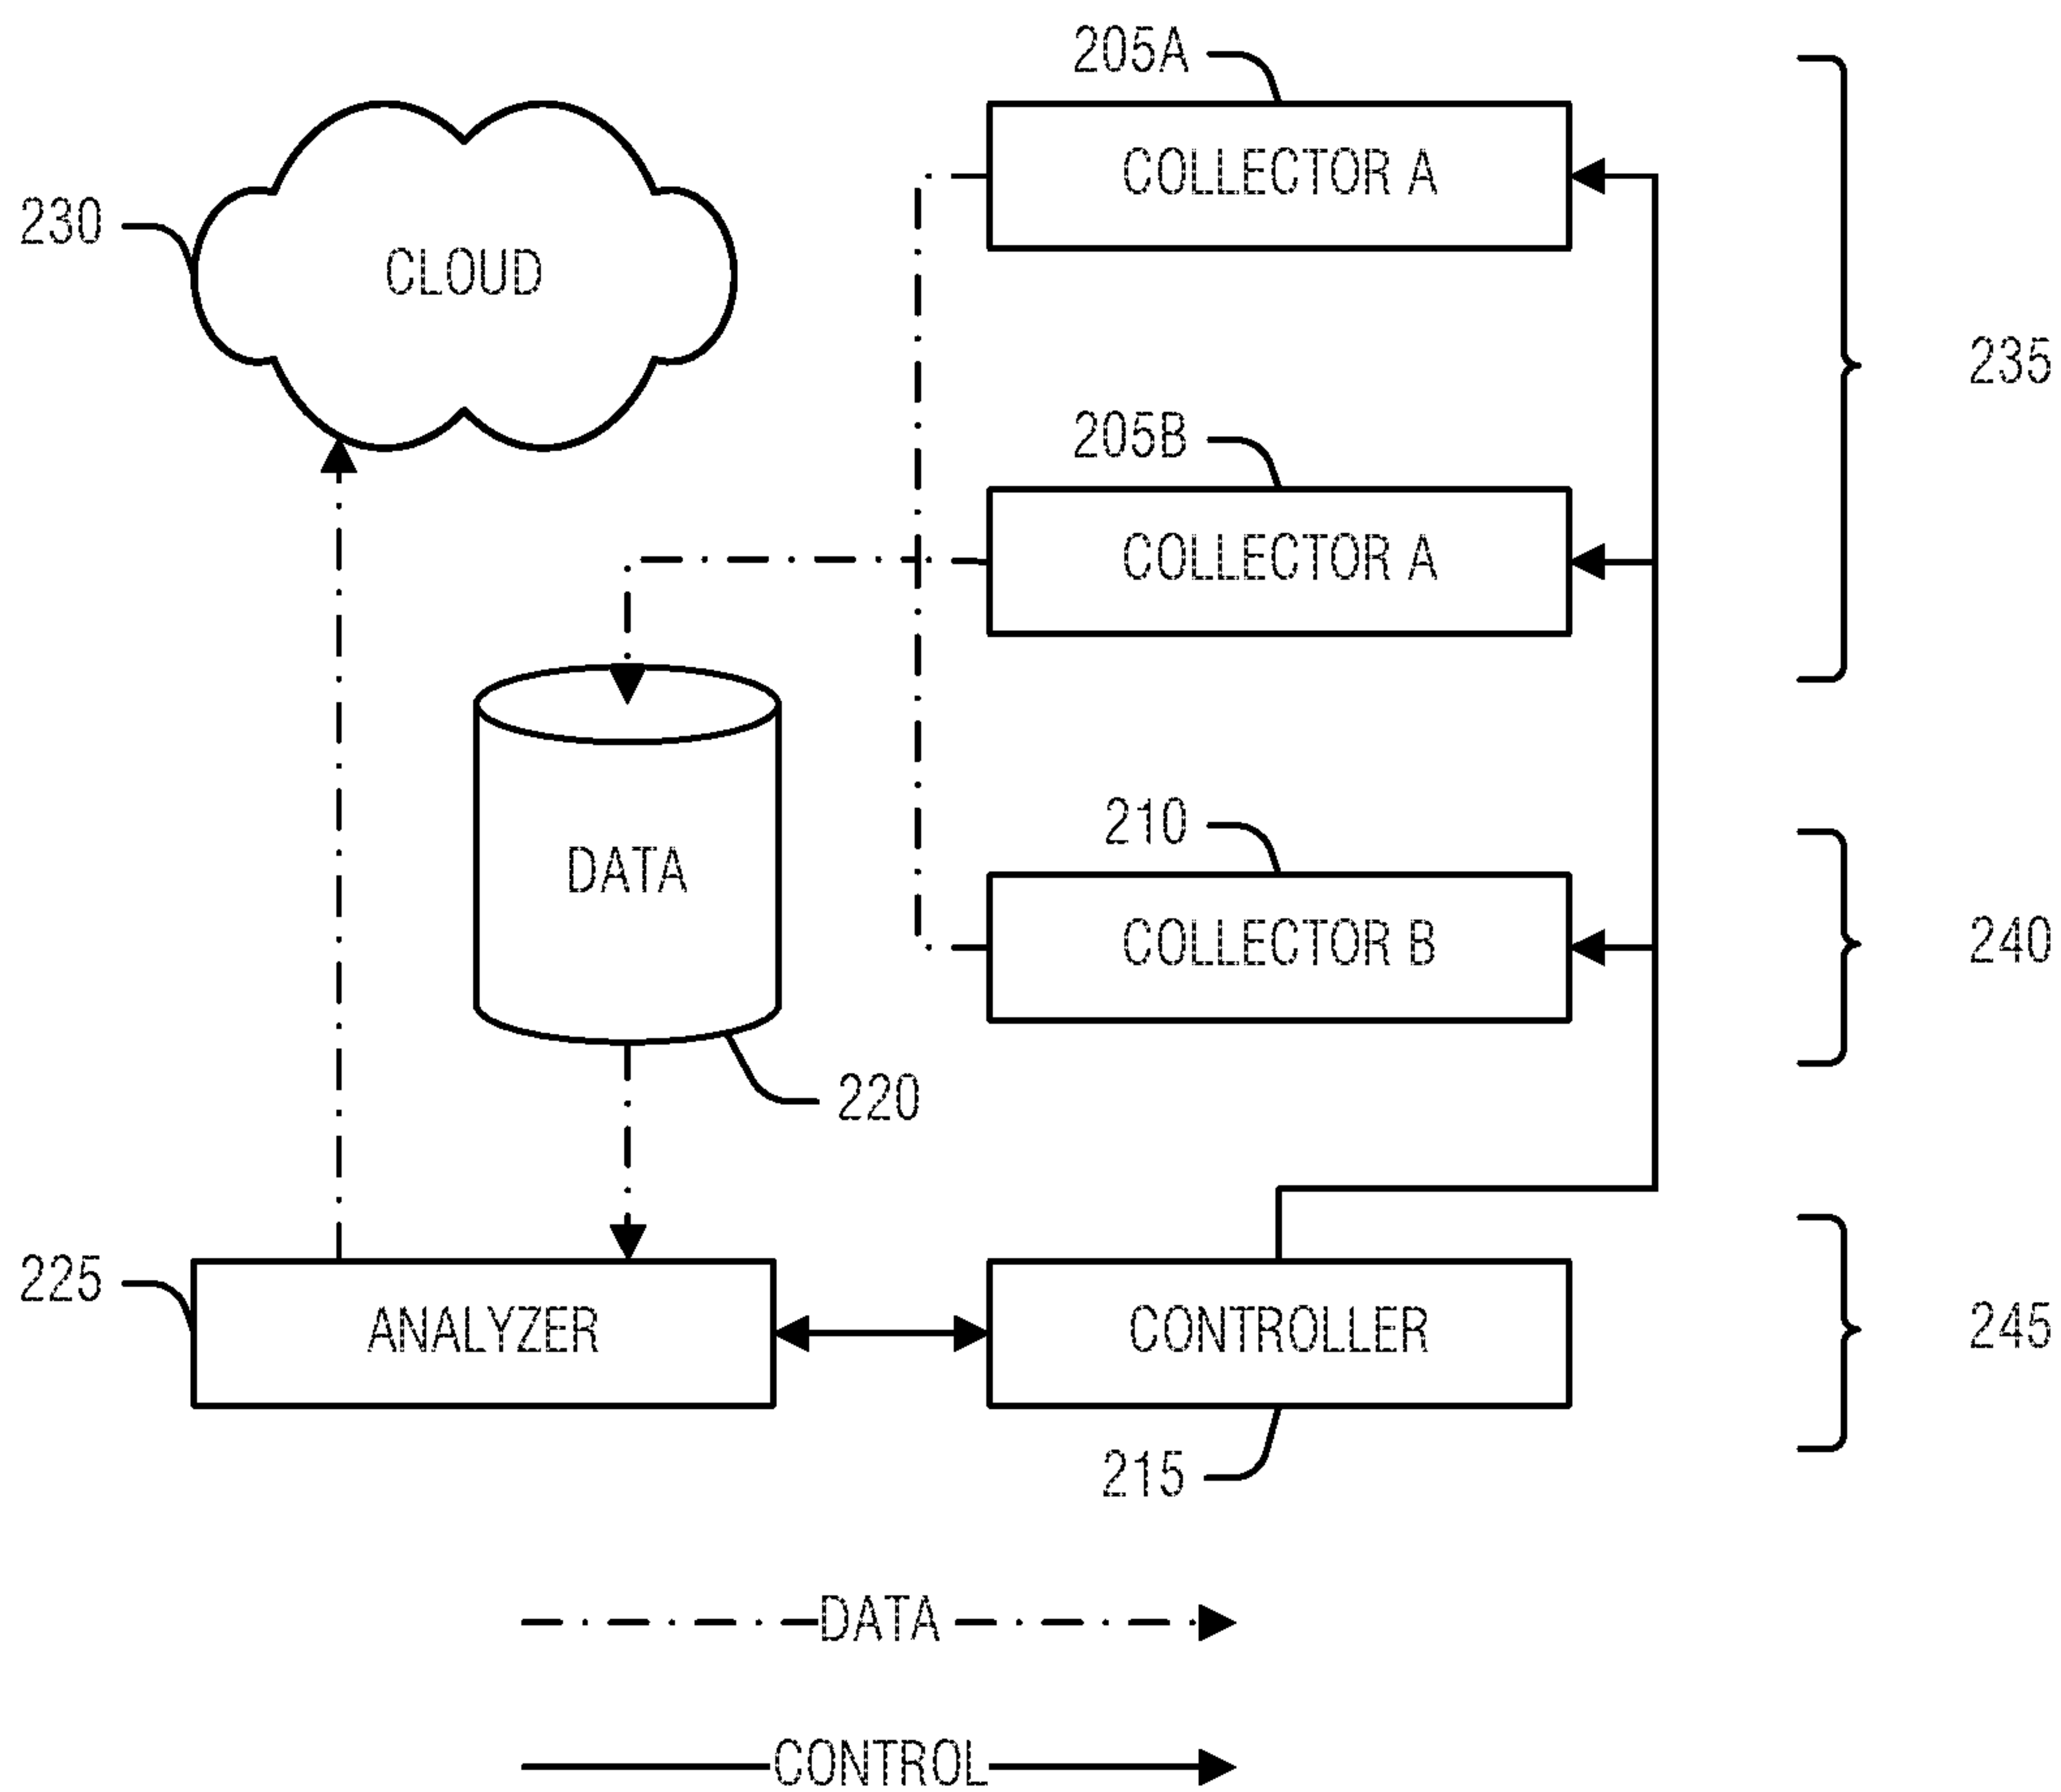 205A
COLLECTOR A
230
CLOUD
235
205B
COLLECTOR A
210
DATA
COLLECTOR B
240
220
225
ANALYZER
CONTROLLER
245
215
DATA
CONTROL